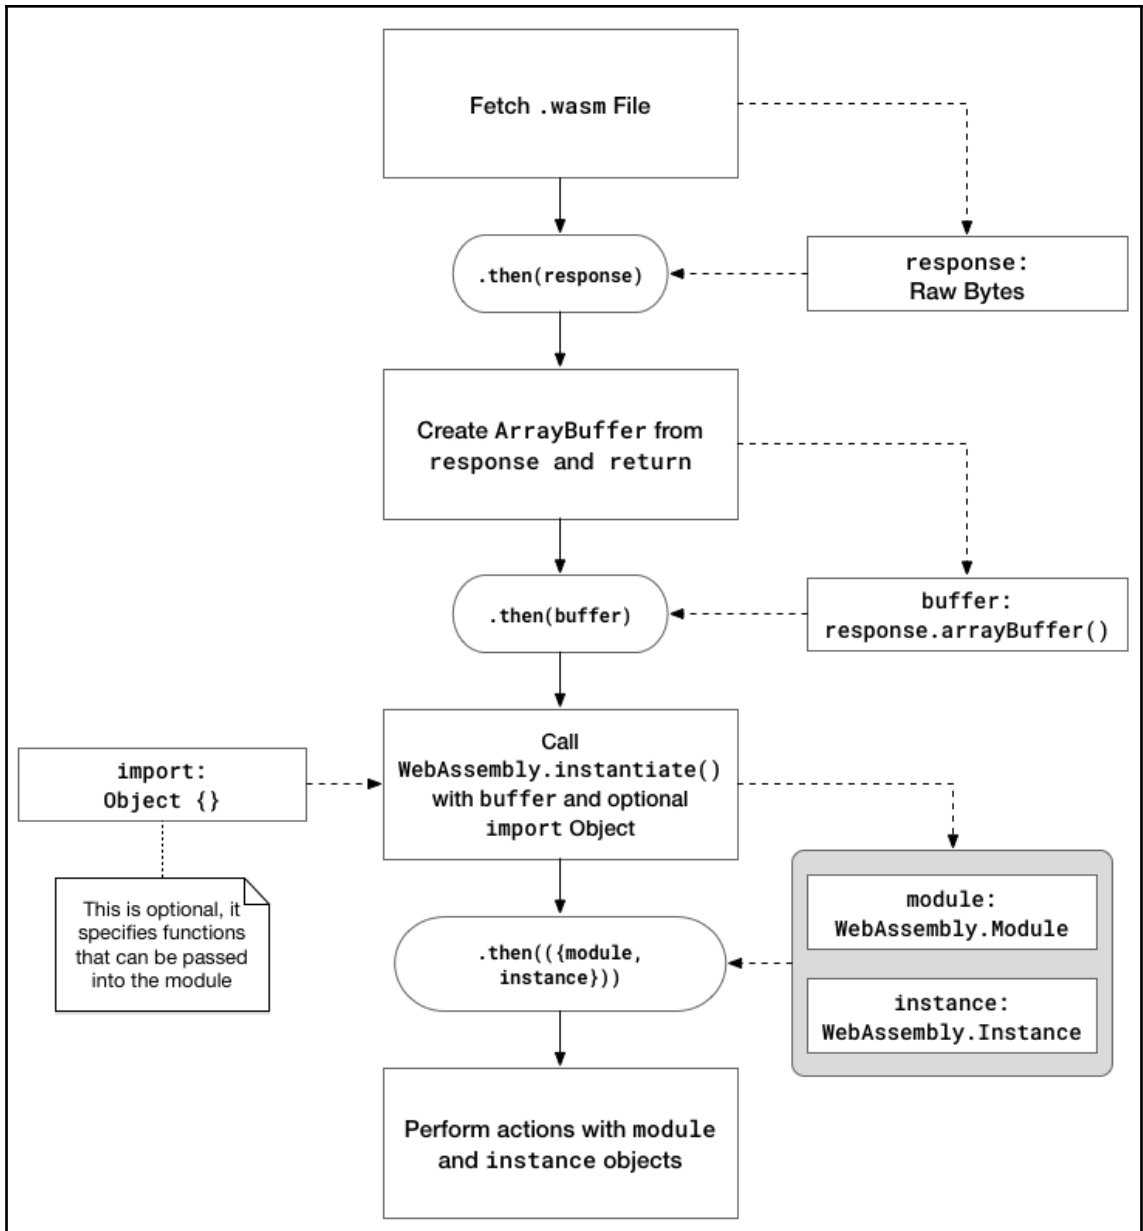 Fetch .wasm File
.then(response)
response:
Raw Bytes
Create ArrayBuffer from
response and return
.then(buffer)
buffer:
response.arrayBuffer()
import:
Object {}
Call
WebAssembly.instantiate()
with buffer and optional
import Object
This is optional, it
specifies functions
that can be passed
into the module
.then(({module,
instance}))
module:
WebAssembly.Module
instance:
WebAssembly.Instance
Perform actions with module
and instance objects